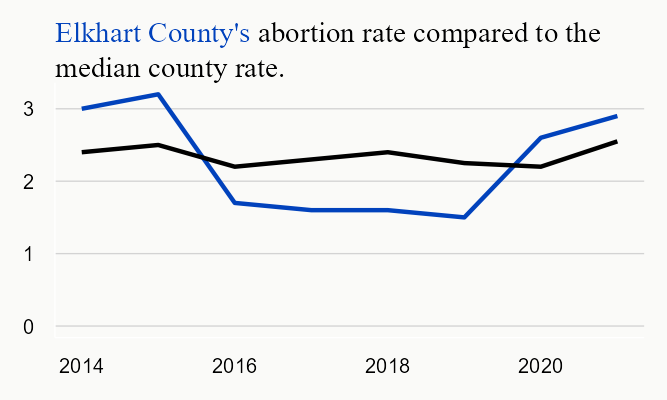 Elkhart County's abortion rate compared to the
median county rate.
3
2
1
0
2014 2016 2018 2020